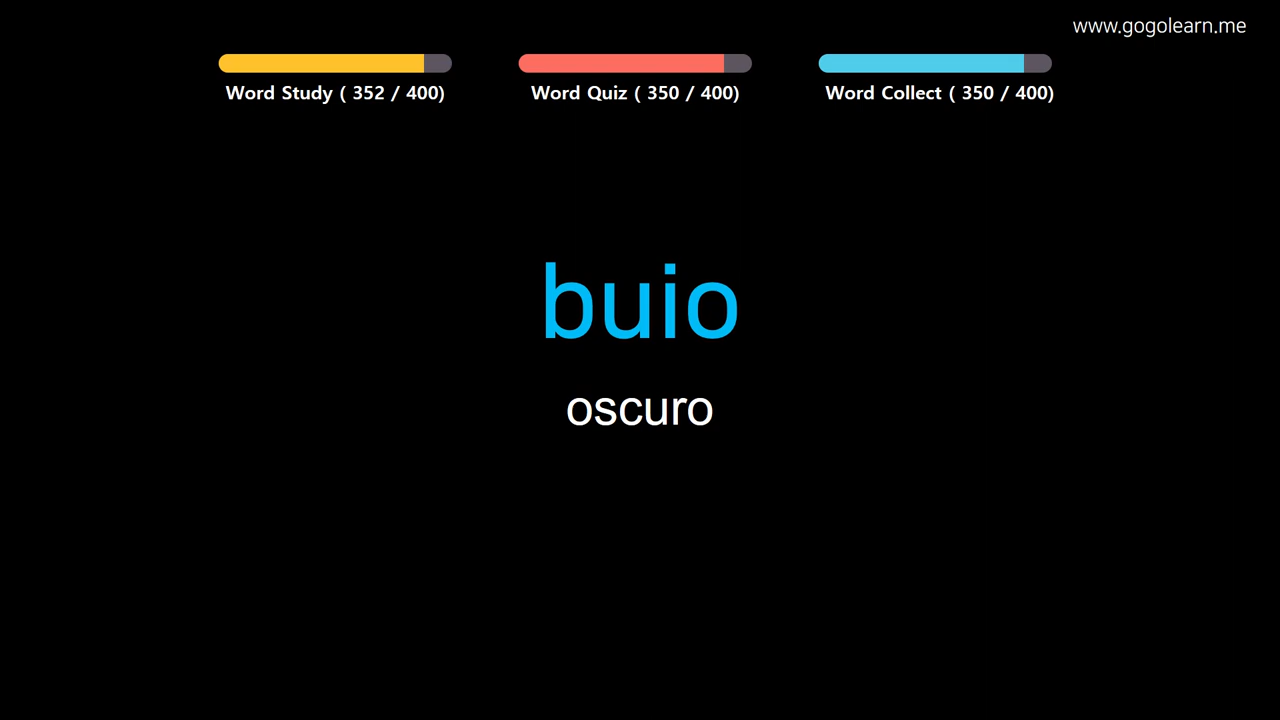 www.gogolearn.me
Word Study ( 352 / 400)
Word Quiz ( 350 / 400)
Word Collect ( 350 / 400)
buio
oscuro